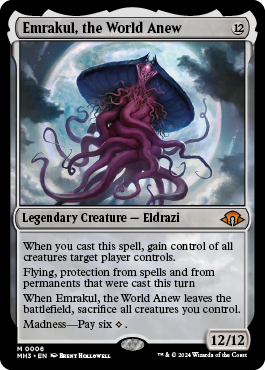 Emrakul, the World Anew 12
Legendary Creature — Eldrazi
When you cast this spell, gain control of all
creatures target player controls.
Flying, protection from spells and from
permanents that were cast this turn
When Emrakul, the World Anew leaves the
battlefield, sacrifice all creatures you control.
Madness—Pay six C.
12/12
M 0006
MH3 • EN Brent Hollowell
™ & © 2024 Wizards of the Coast